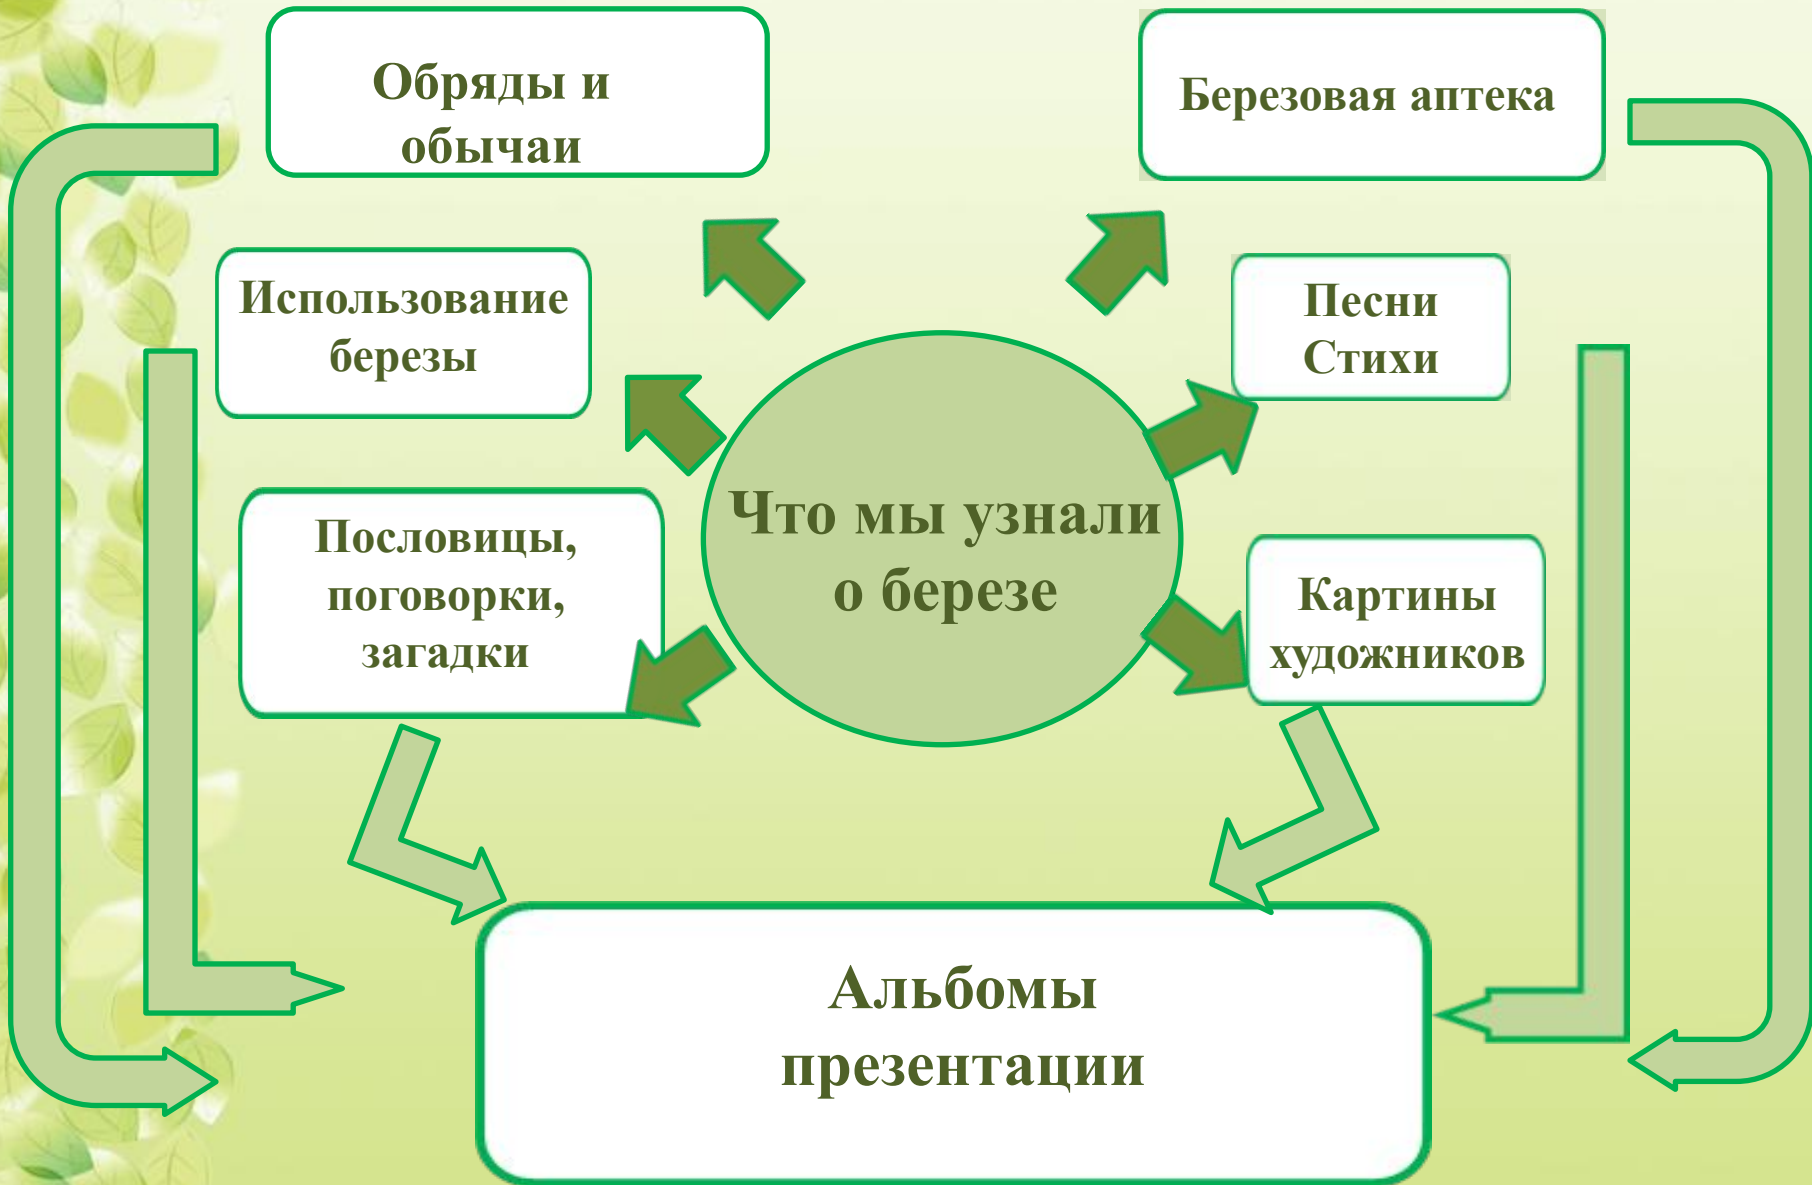 Обряды и
обычаи
Березовая аптека
Использование
березы
Песни
Стихи
Что мы узнали
о березе
Пословицы,
поговорки,
загадки
Картины
художников
Альбомы
презентации